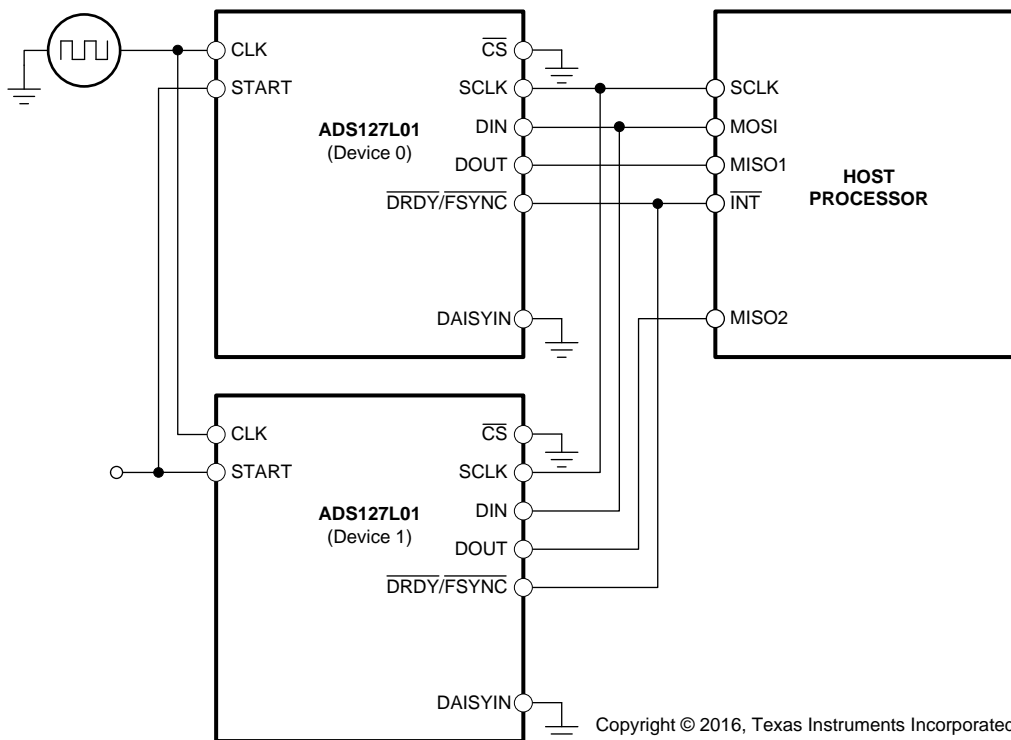 CLK
START
ADS127L01
(Device 0)
CS
SCLK
DIN
DOUT
DRDY/FSYNC
DAISYIN
SCLK
MOSI
MISO1
INT
MISO2
HOST
PROCESSOR
CLK
START
ADS127L01
(Device 1)
CS
SCLK
DIN
DOUT
DRDY/FSYNC
DAISYIN
Copyright © 2016, Texas Instruments Incorporated